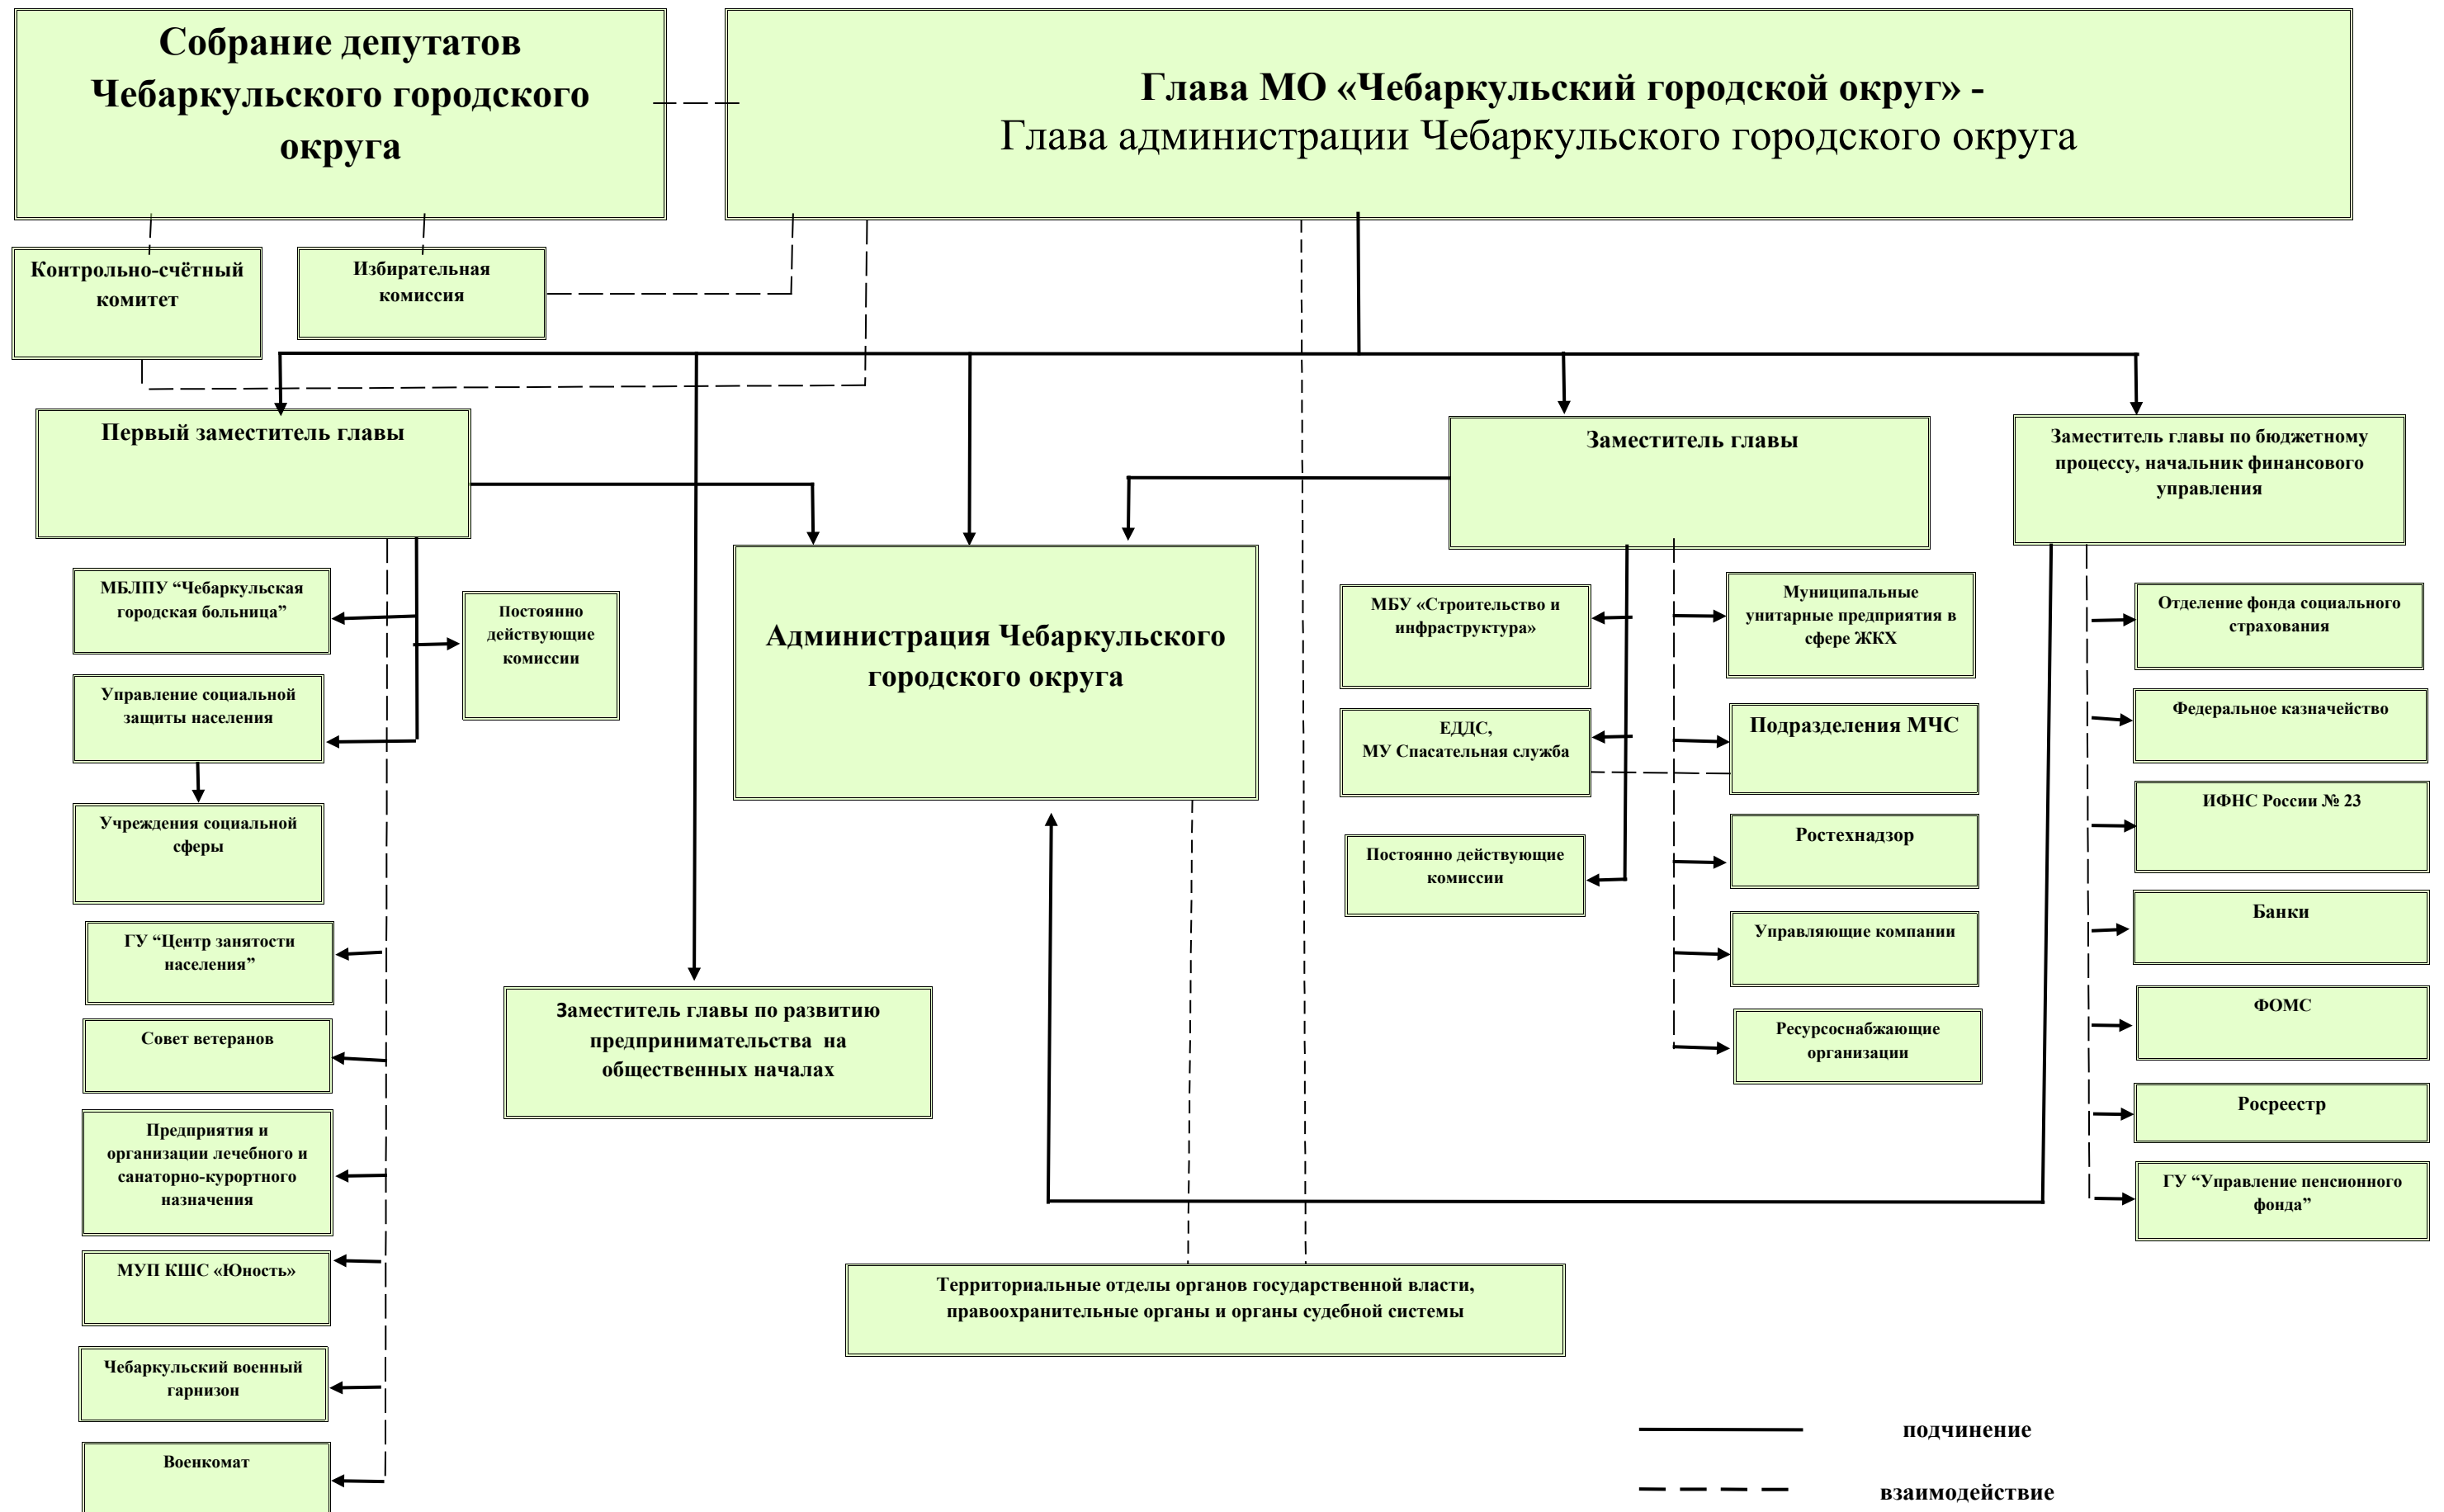 Собрание депутатов
Чебаркульского городского
округа
Глава МО «Чебаркульский городской округ» -
Глава администрации Чебаркульского городского округа
Контрольно-счётный
комитет
Избирательная
комиссия
Первый заместитель главы
Заместитель главы
Заместитель главы по бюджетному
процессу, начальник финансового
управления
МБЛПУ “Чебаркульская
городская больница”
Постоянно
действующие
комиссии
Управление социальной
защиты населения
Учреждения социальной
сферы
ГУ “Центр занятости
населения”
Совет ветеранов
Предприятия и
организации лечебного и
санаторно-курортного
назначения
МУП КШС «Юность»
Чебаркульский военный
гарнизон
Военкомат
Администрация Чебаркульского
городского округа
Заместитель главы по развитию
предпринимательства на
общественных началах
МБУ «Строительство и
инфраструктура»
ЕДДС,
МУ Спасательная служба
Постоянно действующие
комиссии
Муниципальные
унитарные предприятия в
сфере ЖКХ
Подразделения МЧС
Ростехнадзор
Управляющие компании
Ресурсоснабжающие
организации
Отделение фонда социального
страхования
Федеральное казначейство
ИФНС России № 23
Банки
ФОМС
Росреестр
ГУ “Управление пенсионного
фонда”
Территориальные отделы органов государственной власти,
правоохранительные органы и органы судебной системы
подчинение
взаимодействие